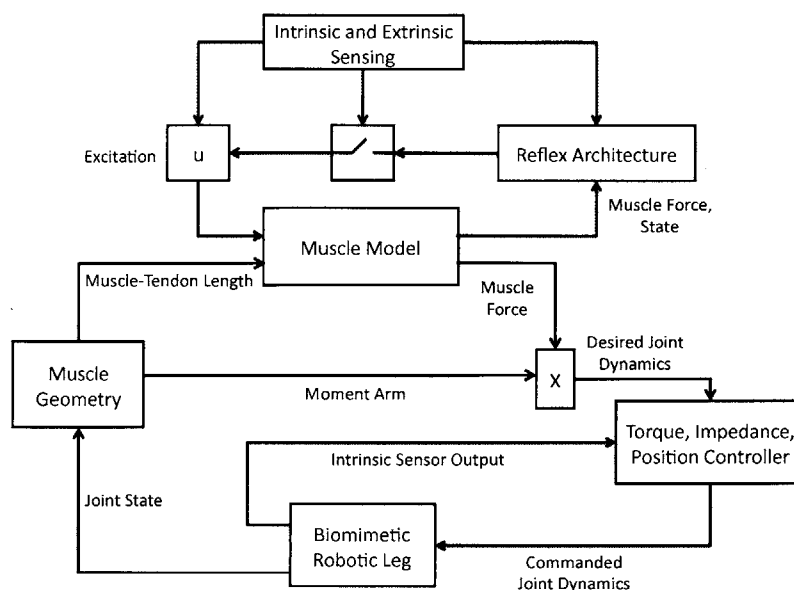 Intrinsic and Extrinsic
Sensing
Excitation
u
Reflex Architecture
Muscle Force,
State
Muscle Model
Muscle-Tendon Length
Muscle
Force
Desired Joint
Dynamics
Muscle
Geometry
X
Moment Arm
Torque, Impedance,
Position Controller
Intrinsic Sensor Output
Joint State
Biomimetic
Robotic Leg
Commanded
Joint Dynamics